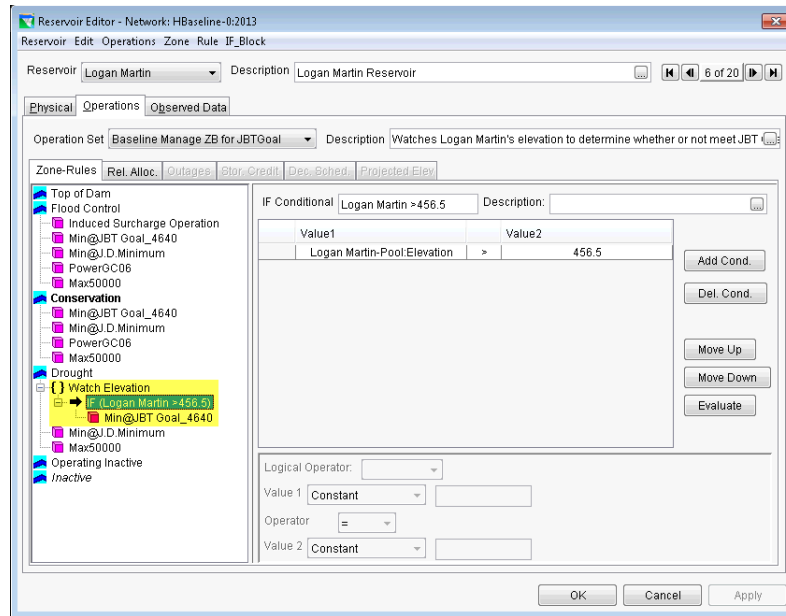 Reservoir Editor - Network: HBaseline-0:2013
Reservoir Edit Operations Zone Rule IF_Block
Reservoir Logan Martin Description Logan Martin Reservoir ... 6 of 20
Physical Operations Observed Data
Operation Set Baseline Manage ZB for JBTGoal Description Watches Logan Martin's elevation to determine whether or not meet JBT ...
Zone-Rules Rel. Alloc. Outages Stor. Credit Dec. Sched. Projected Elev
Top of Dam
Flood Control
Induced Surcharge Operation
Min@JBT Goal_4640
Min@J.D.Minimum
PowerGC06
Max50000
Conservation
Min@JBT Goal_4640
Min@J.D.Minimum
PowerGC06
Max50000
Drought
{ } Watch Elevation
IF (Logan Martin >456.5)
Min@JBT Goal_4640
Min@J.D.Minimum
Max50000
Operating Inactive
Inactive
IF Conditional Logan Martin >456.5 Description: ...
Value1 Value2
Logan Martin-Pool:Elevation > 456.5
Add Cond.
Del. Cond.
Move Up
Move Down
Evaluate
Logical Operator:
Value 1 Constant
Operator =
Value 2 Constant
OK Cancel Apply